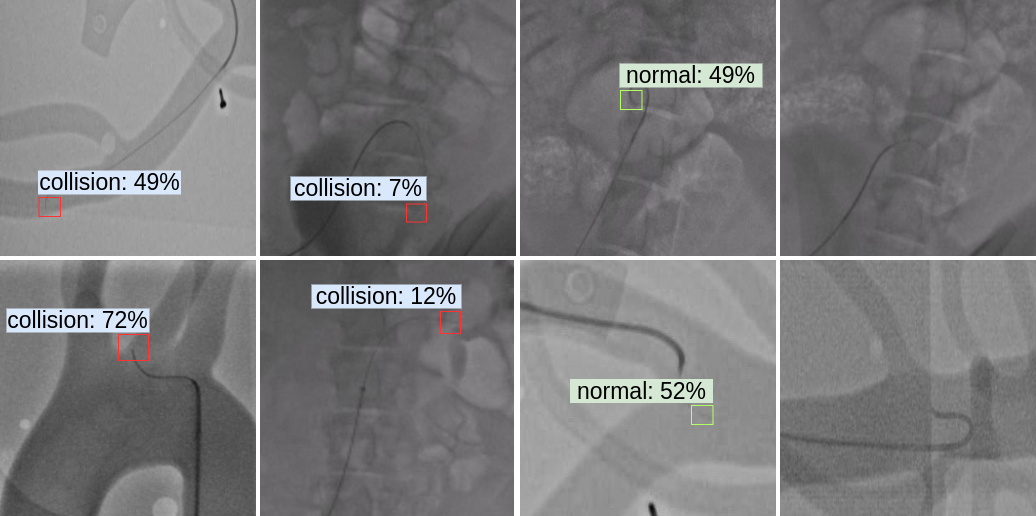 collision: 49%
collision: 7%
normal: 49%
collision: 72%
collision: 12%
normal: 52%